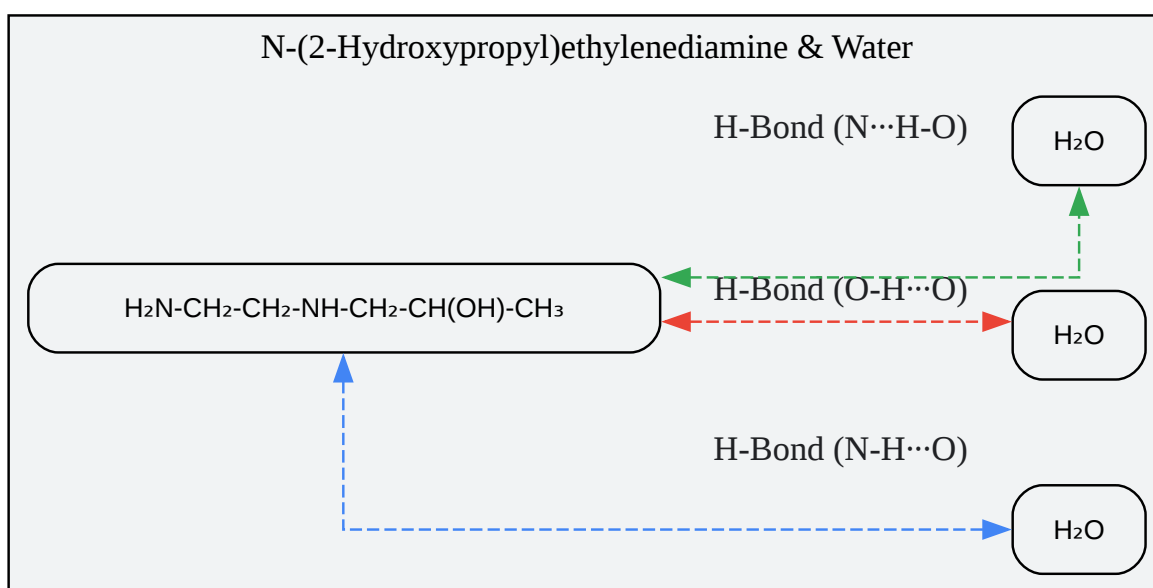 N-(2-Hydroxypropyl)ethylenediamine & Water
H-Bond (N···H-O)
H₂O
H-Bond (O-H···O)
H₂N-CH₂-CH₂-NH-CH₂-CH(OH)-CH₃
H₂O
H-Bond (N-H···O)
H₂O